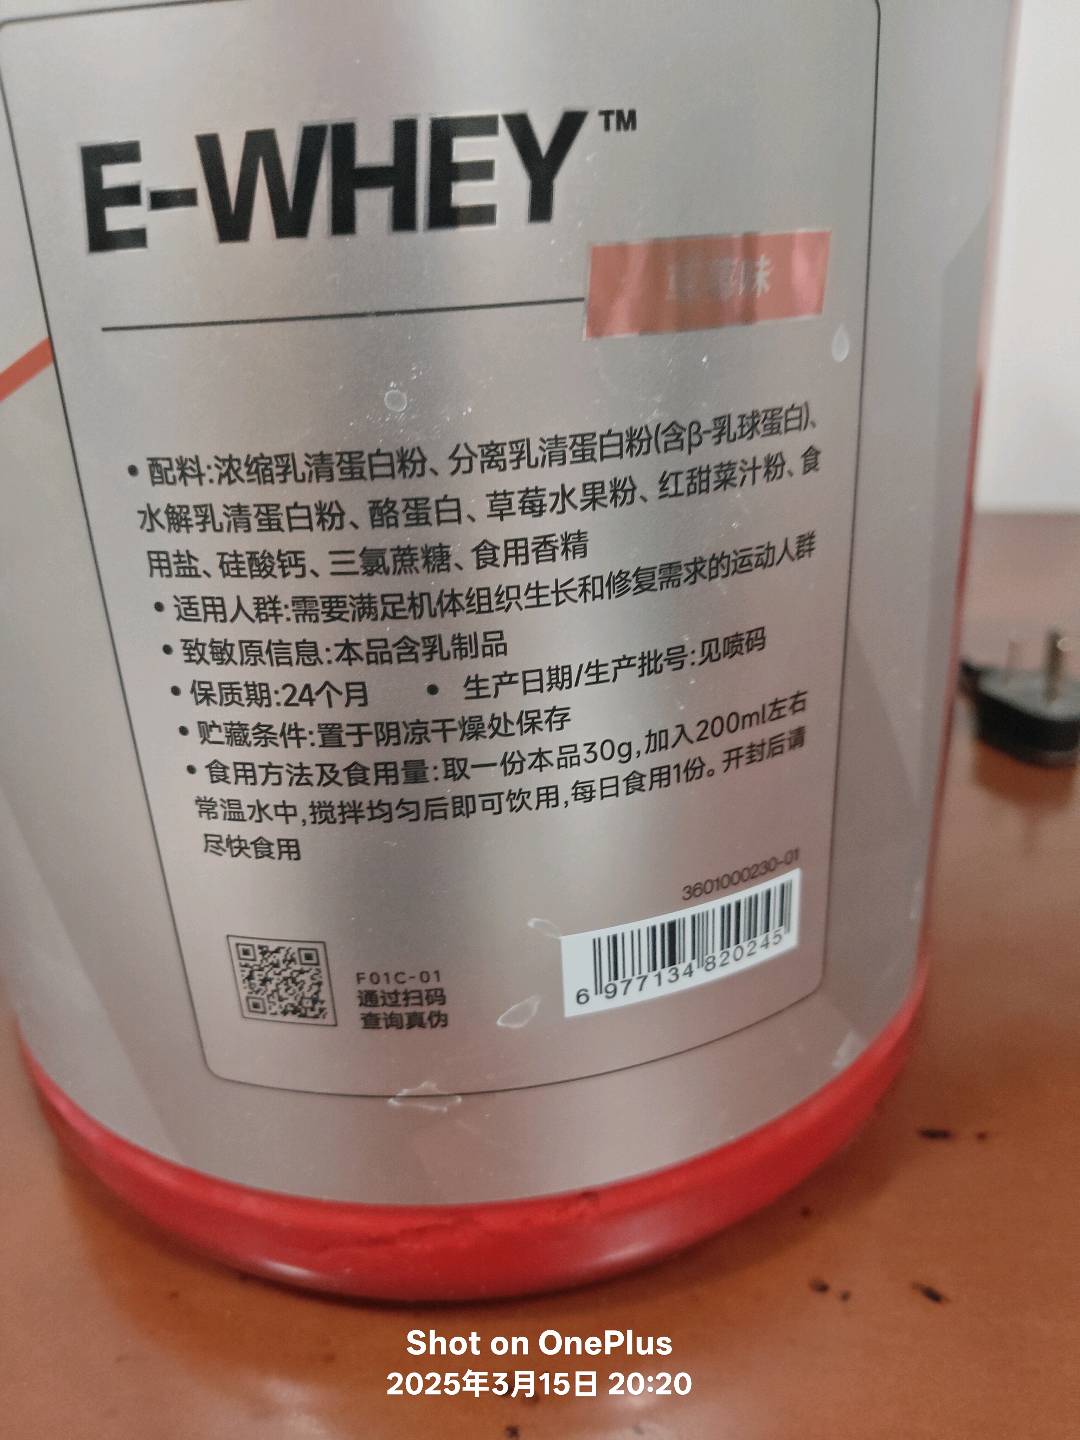 E-WHEY™
草莓味
• 配料:浓缩乳清蛋白粉、分离乳清蛋白粉(含β-乳球蛋白)、
水解乳清蛋白粉、酪蛋白、草莓水果粉、红甜菜汁粉、食
用盐、硅酸钙、三氯蔗糖、食用香精
• 适用人群:需要满足机体组织生长和修复需求的运动人群
• 致敏原信息:本品含乳制品
• 保质期:24个月 • 生产日期/生产批号:见喷码
• 贮藏条件:置于阴凉干燥处保存
• 食用方法及食用量:取一份本品30g,加入200ml左右
常温水中,搅拌均匀后即可饮用,每日食用1份。开封后请
尽快食用
3601000230-01
F01C-01
通过扫码
查询真伪
6 977134 820245
Shot on OnePlus
2025年3月15日 20:20